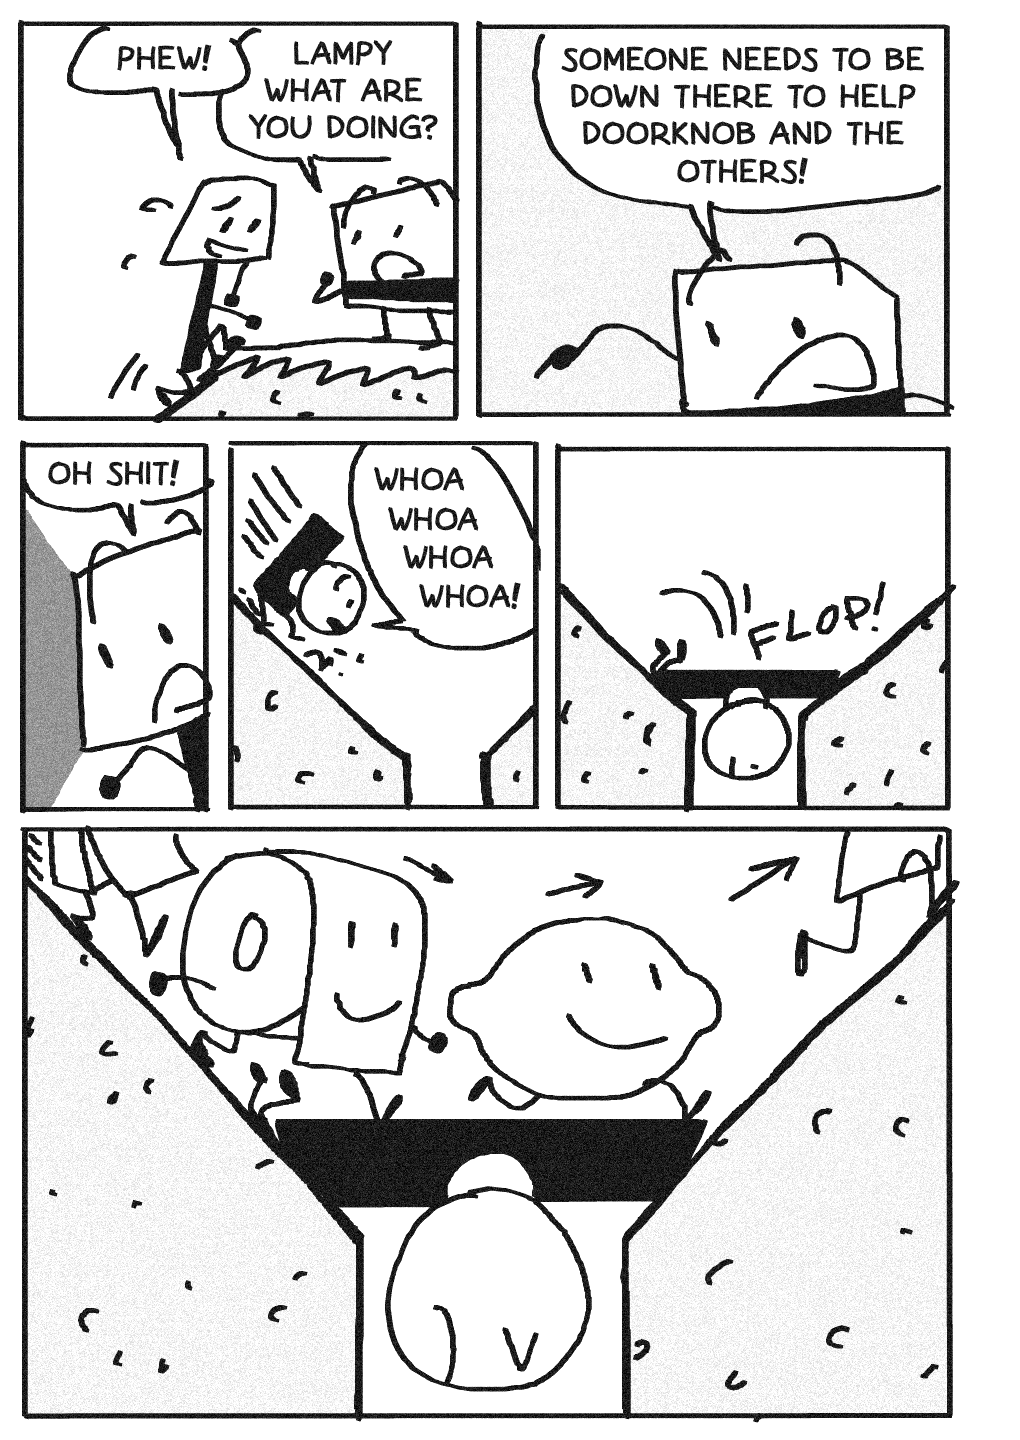 PHEW!
LAMPY
WHAT ARE
YOU DOING?
SOMEONE NEEDS TO BE
DOWN THERE TO HELP
DOORKNOB AND THE
OTHERS!
OH SHIT!
WHOA
WHOA
WHOA
WHOA!
FLOP!